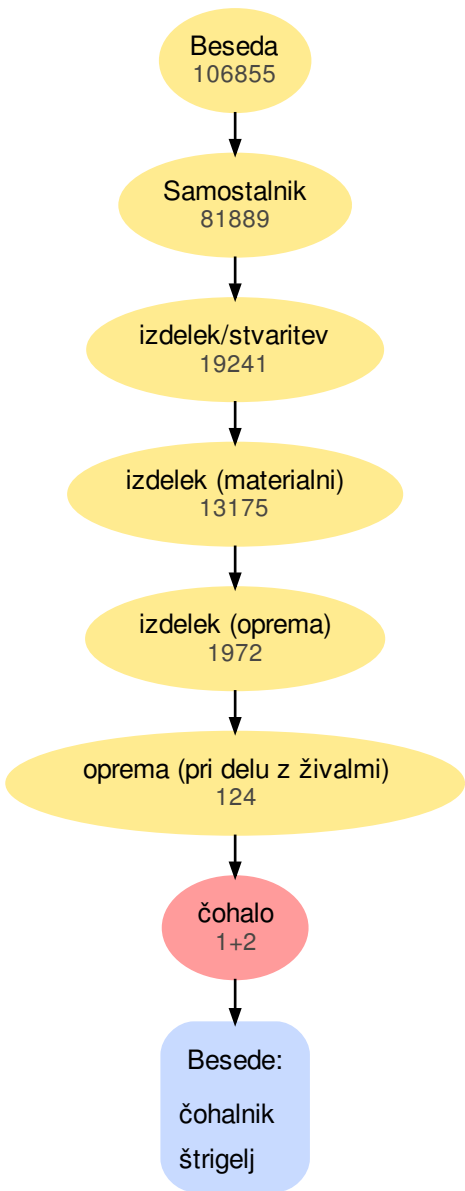 Beseda
106855
Samostalnik
81889
izdelek/stvaritev
19241
izdelek (materialni)
13175
izdelek (oprema)
1972
oprema (pri delu z živalmi)
124
čohalo
1+2
Besede:
čohalnik
štrigelj